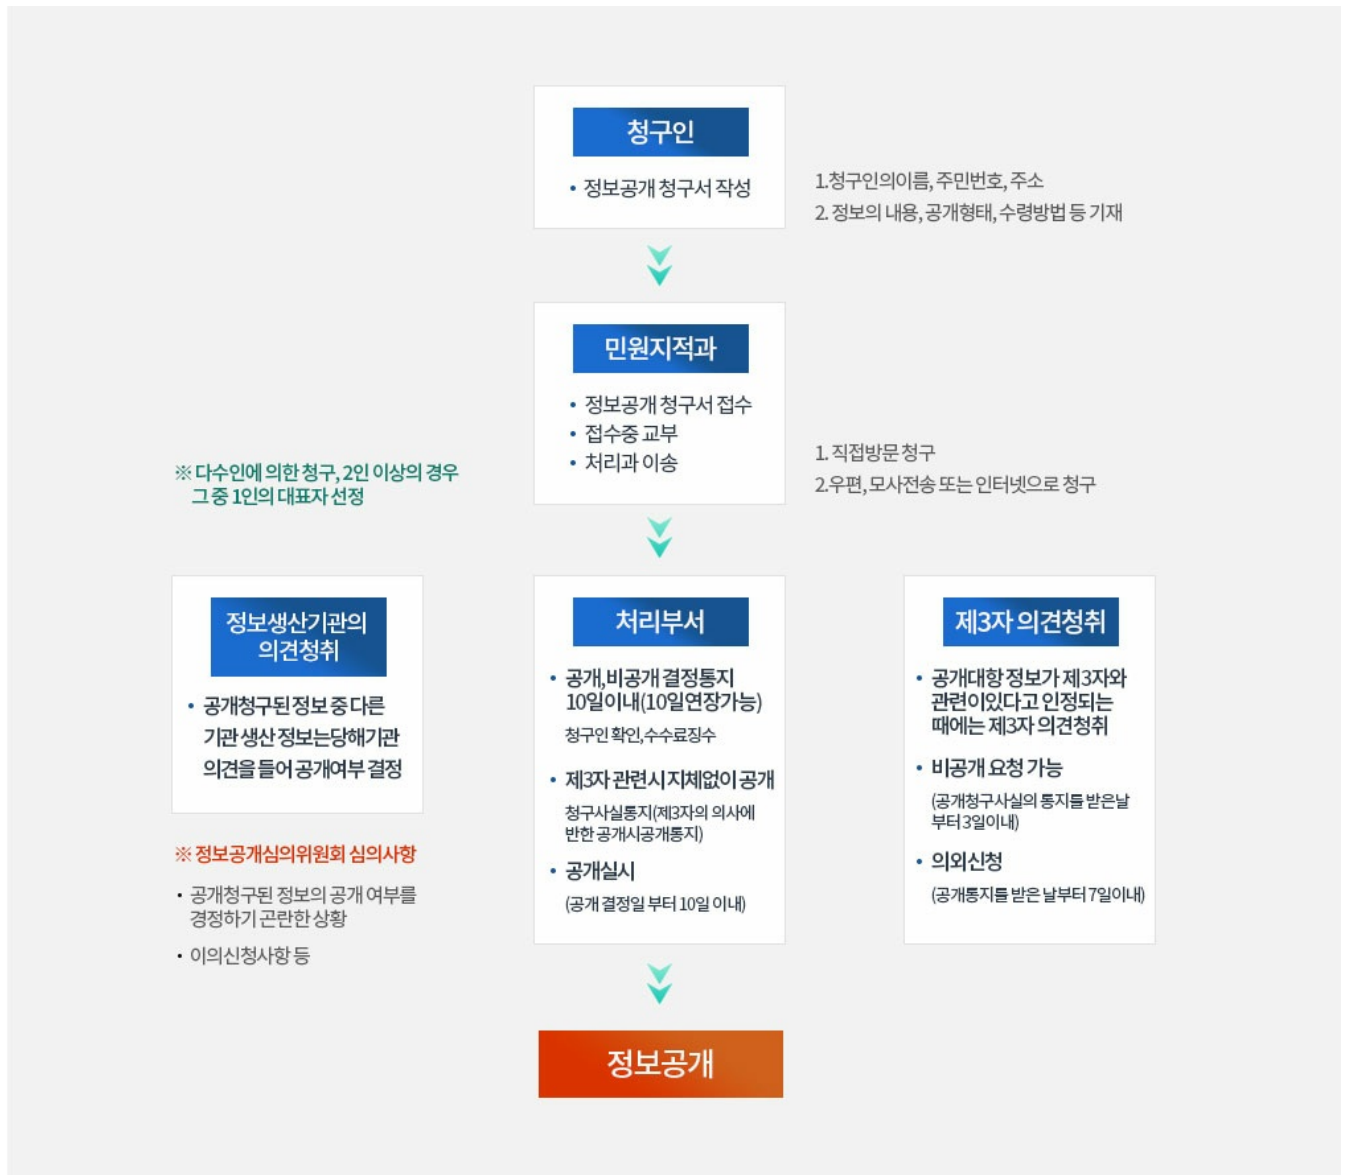 청구인
• 정보공개 청구서 작성
1.청구인의이름, 주민번호, 주소
2. 정보의 내용, 공개형태, 수령방법 등 기재
민원지적과
• 정보공개 청구서 접수
• 접수중 교부
• 처리과 이송
1. 직접방문 청구
2.우편, 모사전송 또는 인터넷으로 청구
※ 다수인에 의한 청구, 2인 이상의 경우
그 중 1인의 대표자 선정
정보생산기관의
의견청취
• 공개청구된 정보 중 다른
기관 생산 정보는당해기관
의견을 들어 공개여부 결정
※ 정보공개심의위원회 심의사항
• 공개청구된 정보의 공개 여부를
경정하기 곤란한 상황
• 이의신청사항 등
처리부서
• 공개,비공개 결정통지
10일이내(10일연장가능)
청구인 확인,수수료징수
• 제3자 관련시 지체없이 공개
청구사실통지(제3자의 의사에
반한 공개시공개통지)
• 공개실시
(공개 결정일 부터 10일 이내)
제3자 의견청취
• 공개대항 정보가 제3자와
관련이있다고 인정되는
때에는 제3자 의견청취
• 비공개 요청 가능
(공개청구사실의 통지를 받은날
부터3일이내)
• 의외신청
(공개통지를 받은 날부터 7일이내)
정보공개